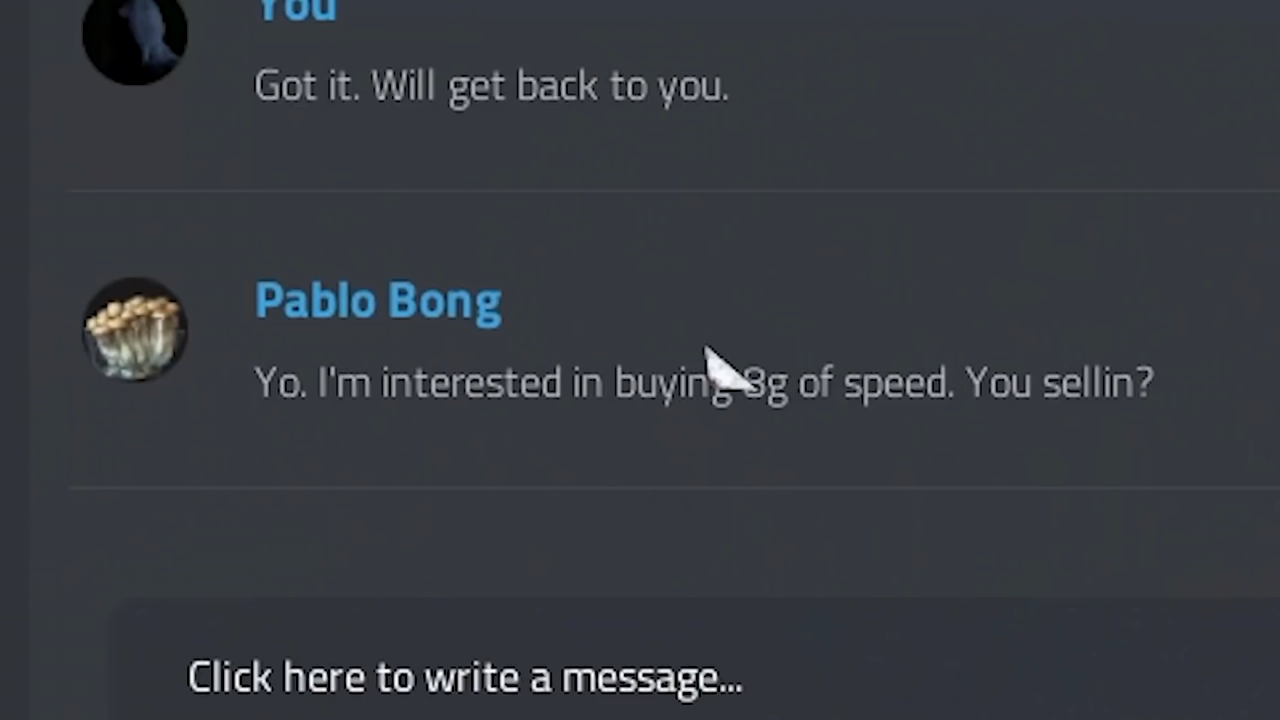 You
Got it. Will get back to you.
Pablo Bong
Yo. I'm interested in buying 8g of speed. You sellin?
Click here to write a message...